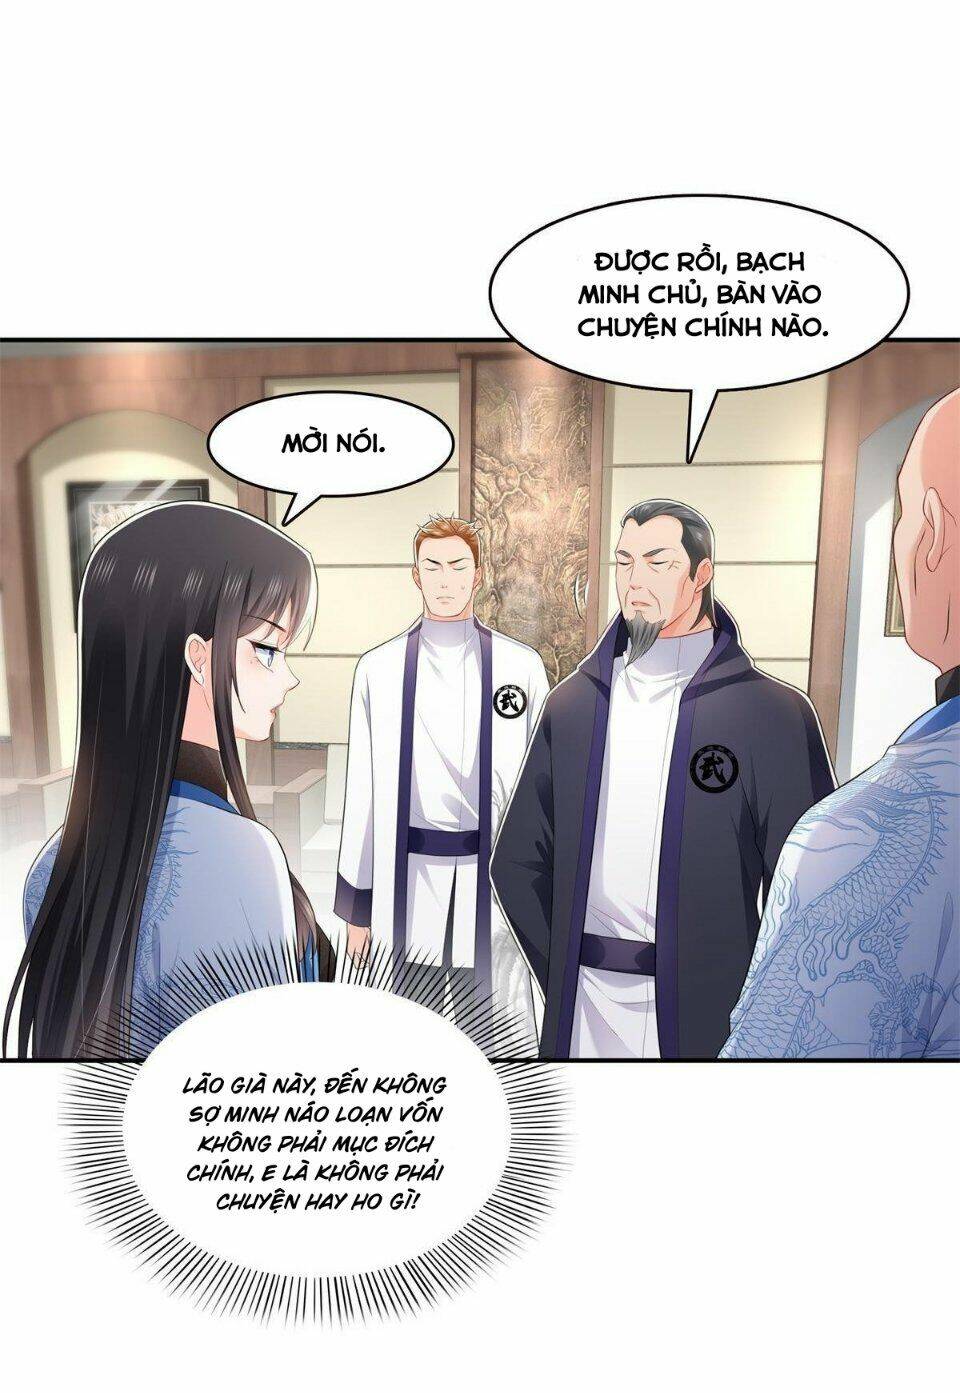 ĐƯỢC RỒI, BẠCH
MINH CHỦ, BÀN VÀO
CHUYỆN CHÍNH NÀO.
MỜI NÓI.
武
武
LÃO GIÀ NÀY, ĐẾN KHÔNG
SỢ MINH NÁO LOẠN VỐN
KHÔNG PHẢI MỤC ĐÍCH
CHÍNH, E LÀ KHÔNG PHẢI
CHUYỆN HAY HO GÌ!